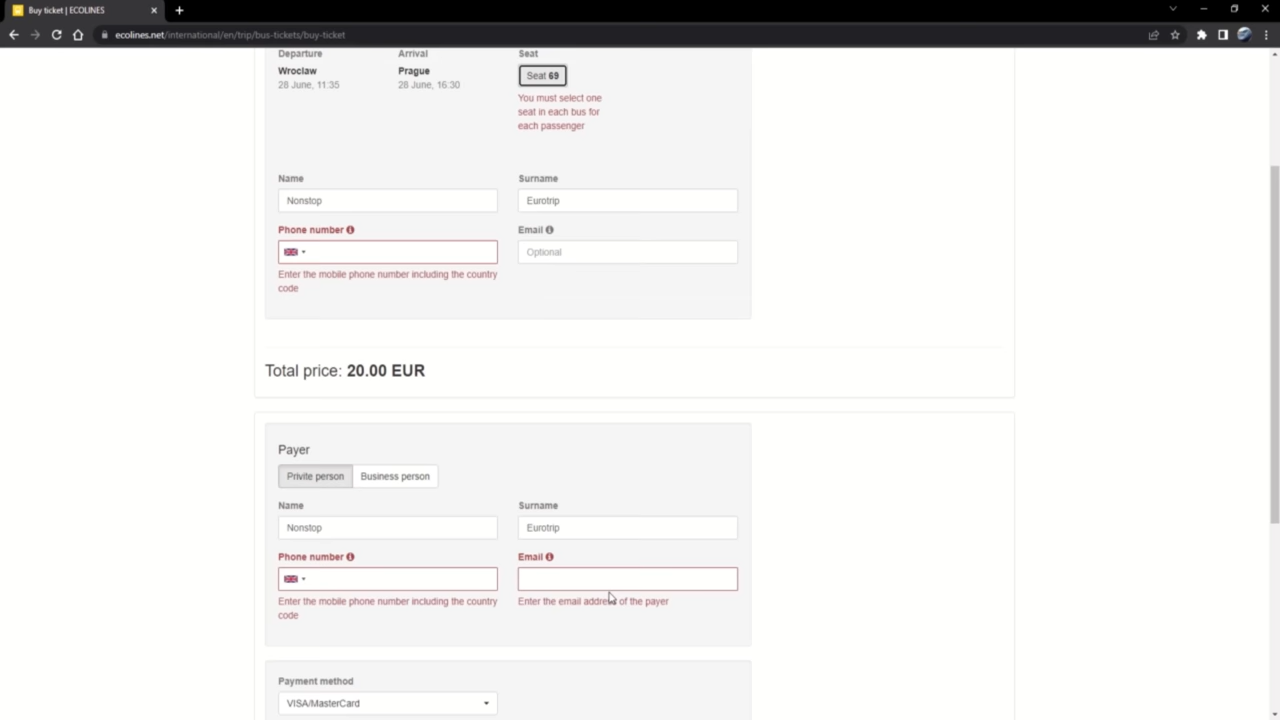 Buy ticket | ECOLINES
ecolines.net/international/en/trip/bus-tickets/buy-ticket
Departure Arrival Seat
Wroclaw Prague Seat 69
28 June, 11:35 28 June, 16:30
You must select one
seat in each bus for
each passenger
Name Surname
Nonstop Eurotrip
Phone number Email
Optional
Enter the mobile phone number including the country
code
Total price: 20.00 EUR
Payer
Privite person Business person
Name Surname
Nonstop Eurotrip
Phone number Email
Enter the mobile phone number including the country
code
Enter the email address of the payer
Payment method
VISA/MasterCard